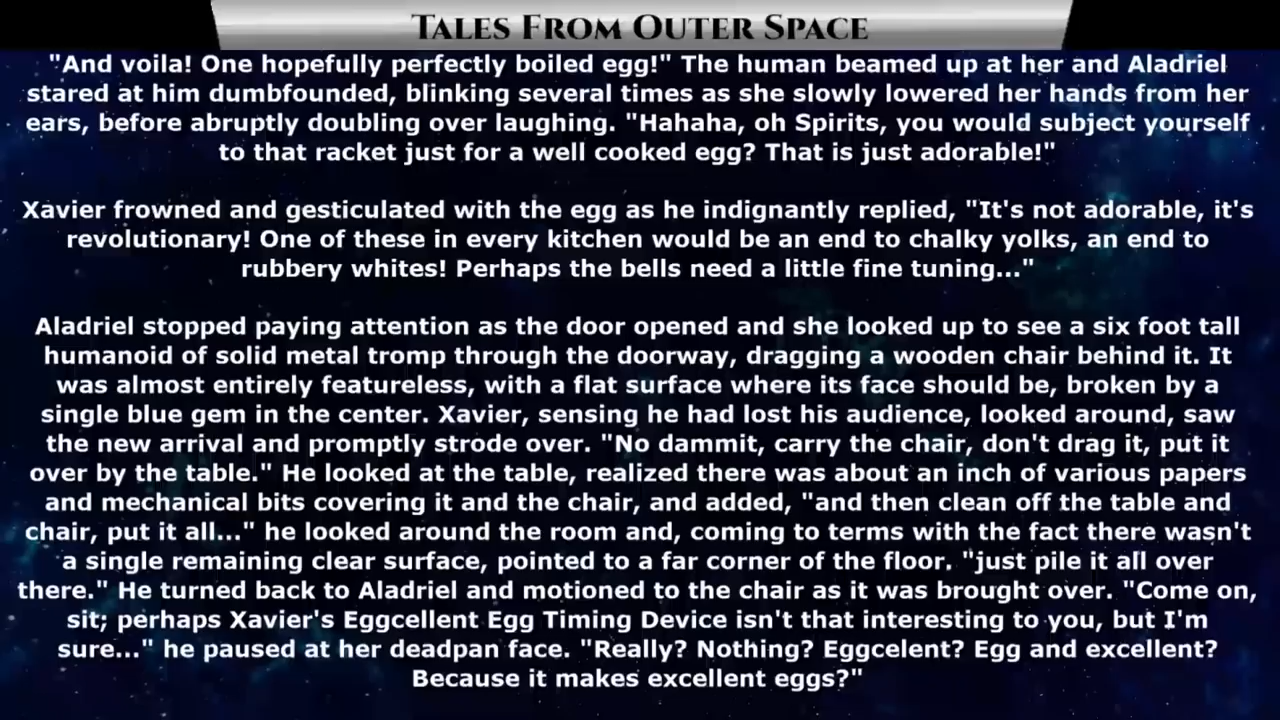 Tales From Outer Space
"And voila! One hopefully perfectly boiled egg!" The human beamed up at her and Aladriel
stared at him dumbfounded, blinking several times as she slowly lowered her hands from her
ears, before abruptly doubling over laughing. "Hahaha, oh Spirits, you would subject yourself
to that racket just for a well cooked egg? That is just adorable!"
Xavier frowned and gesticulated with the egg as he indignantly replied, "It's not adorable, it's
revolutionary! One of these in every kitchen would be an end to chalky yolks, an end to
rubbery whites! Perhaps the bells need a little fine tuning..."
Aladriel stopped paying attention as the door opened and she looked up to see a six foot tall
humanoid of solid metal tromp through the doorway, dragging a wooden chair behind it. It
was almost entirely featureless, with a flat surface where its face should be, broken by a
single blue gem in the center. Xavier, sensing he had lost his audience, looked around, saw
the new arrival and promptly strode over. "No dammit, carry the chair, don't drag it, put it
over by the table." He looked at the table, realized there was about an inch of various papers
and mechanical bits covering it and the chair, and added, "and then clean off the table and
chair, put it all..." he looked around the room and, coming to terms with the fact there wasn't
a single remaining clear surface, pointed to a far corner of the floor. "just pile it all over
there." He turned back to Aladriel and motioned to the chair as it was brought over. "Come on,
sit; perhaps Xavier's Eggcellent Egg Timing Device isn't that interesting to you, but I'm
sure..." he paused at her deadpan face. "Really? Nothing? Eggcelent? Egg and excellent?
Because it makes excellent eggs?"